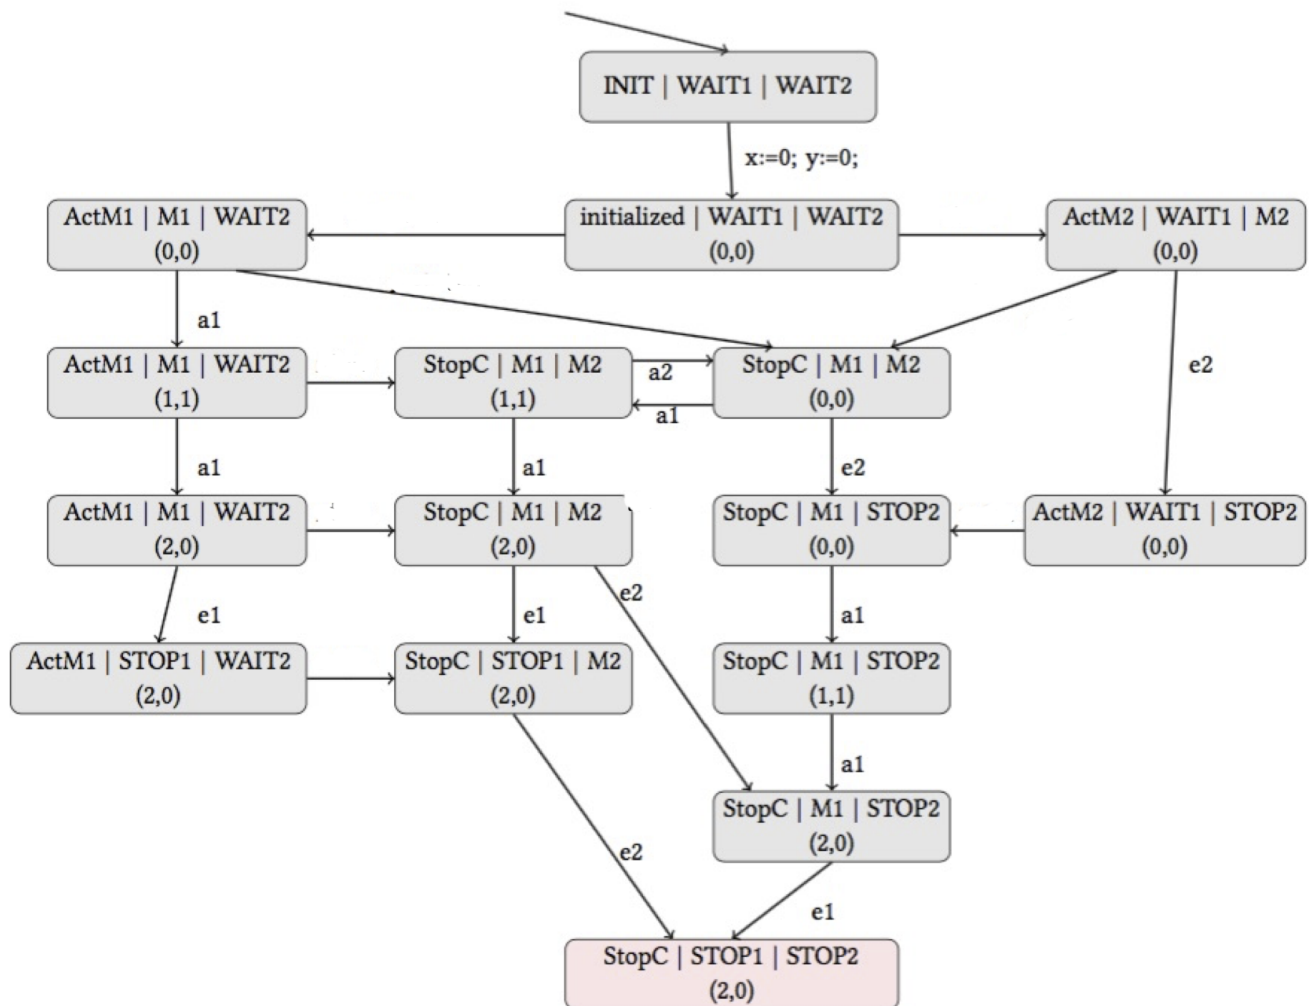 INIT | WAIT1 | WAIT2
x:=0; y:=0;
ActM1 | M1 | WAIT2
(0,0)
initialized | WAIT1 | WAIT2
(0,0)
ActM2 | WAIT1 | M2
(0,0)
a1
ActM1 | M1 | WAIT2
(1,1)
StopC | M1 | M2
(1,1)
a2
a1
StopC | M1 | M2
(0,0)
e2
a1
a1
e2
ActM1 | M1 | WAIT2
(2,0)
StopC | M1 | M2
(2,0)
StopC | M1 | STOP2
(0,0)
ActM2 | WAIT1 | STOP2
(0,0)
e1
e1
e2
a1
ActM1 | STOP1 | WAIT2
(2,0)
StopC | STOP1 | M2
(2,0)
StopC | M1 | STOP2
(1,1)
a1
StopC | M1 | STOP2
(2,0)
e2
e1
StopC | STOP1 | STOP2
(2,0)